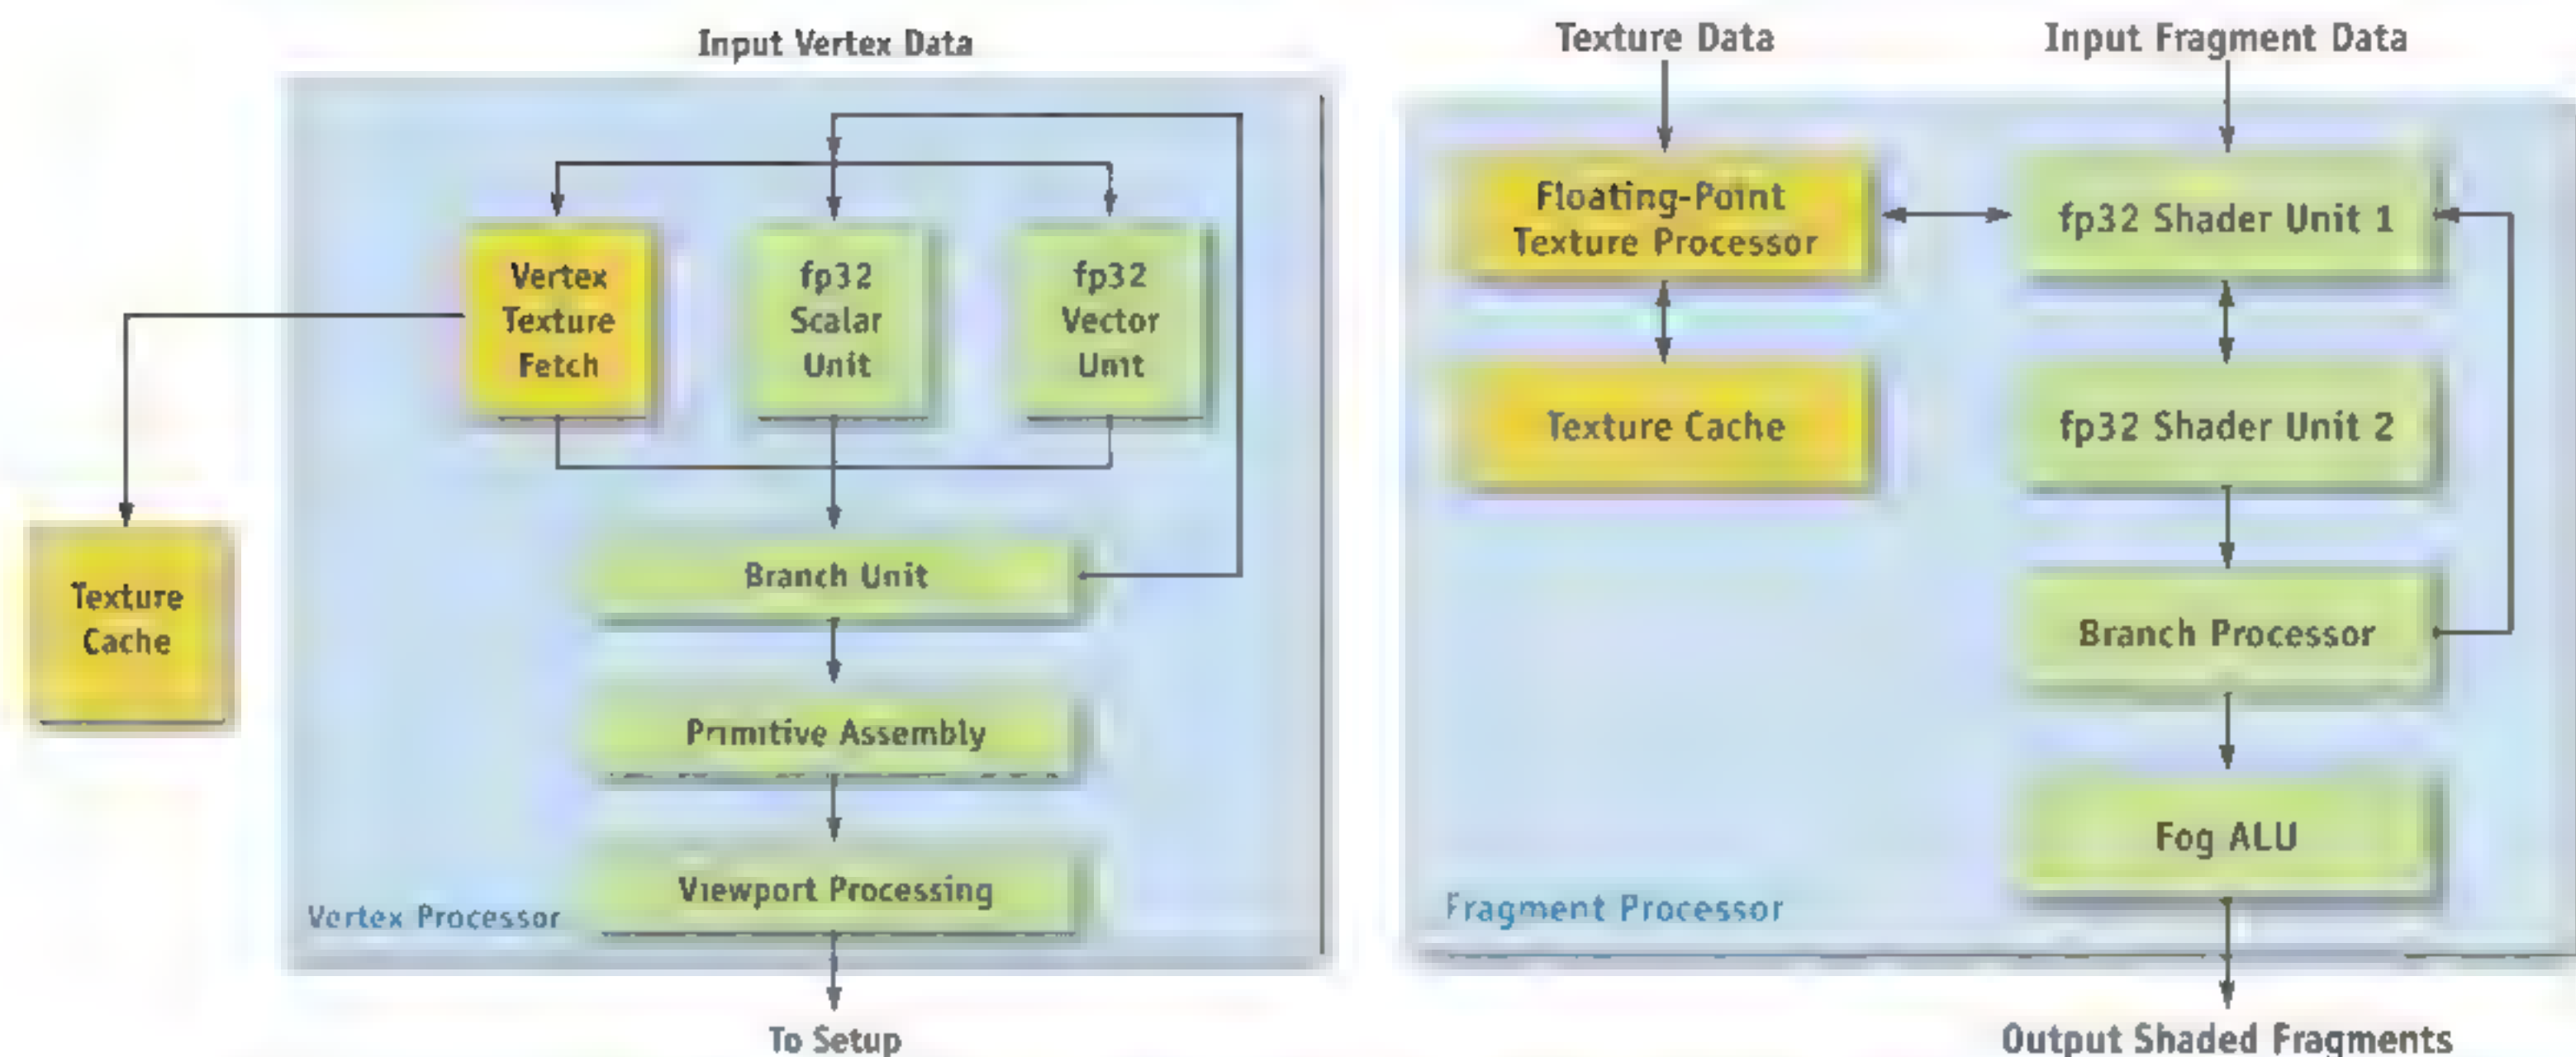 Input Vertex Data
Vertex
Texture
Fetch
fp32
Scalar
Unit
fp32
Vector
Unit
Texture
Cache
Branch Unit
Primitive Assembly
Viewport Processing
Vertex Processor
To Setup
Texture Data
Input Fragment Data
Floating-Point
Texture Processor
fp32 Shader Unit 1
Texture Cache
fp32 Shader Unit 2
Branch Processor
Fog ALU
Fragment Processor
Output Shaded Fragments